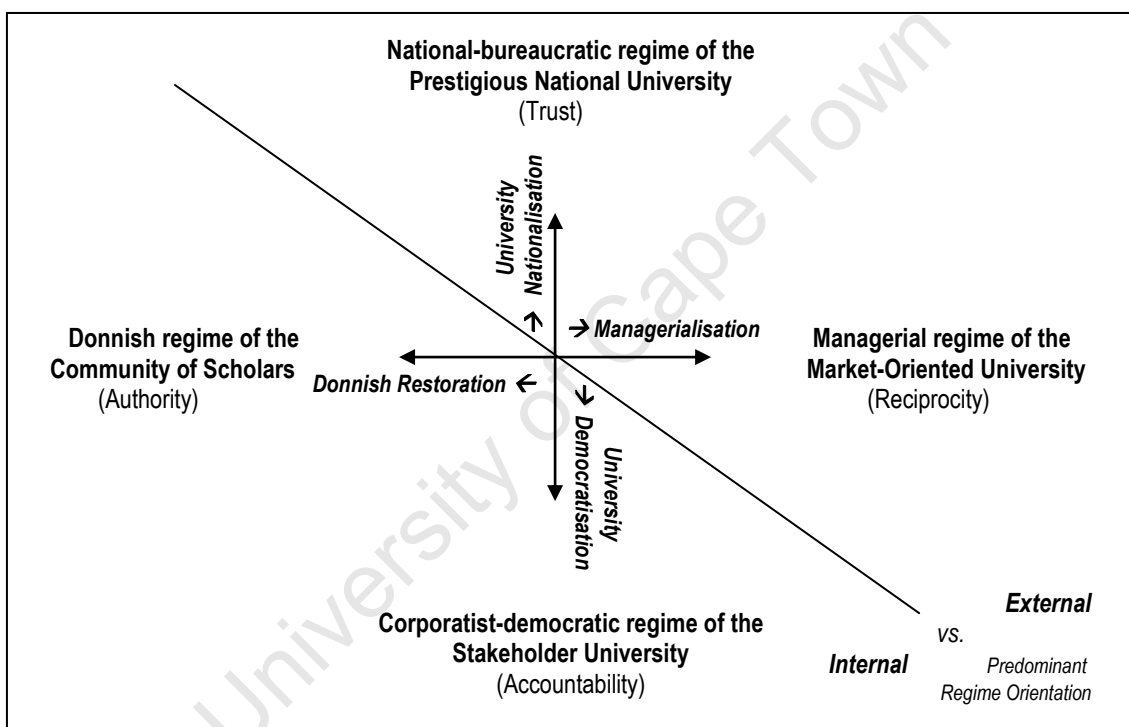 National-bureaucratic regime of the
Prestigious National University
(Trust)
University
Nationalisation
→ Managerialisation
Donnish regime of the
Community of Scholars
(Authority)
Managerial regime of the
Market-Oriented University
(Reciprocity)
Donnish Restoration ←
University
Democratisation
Corporatist-democratic regime of the
Stakeholder University
(Accountability)
External
vs.
Internal
Predominant
Regime Orientation
University of Cape Town